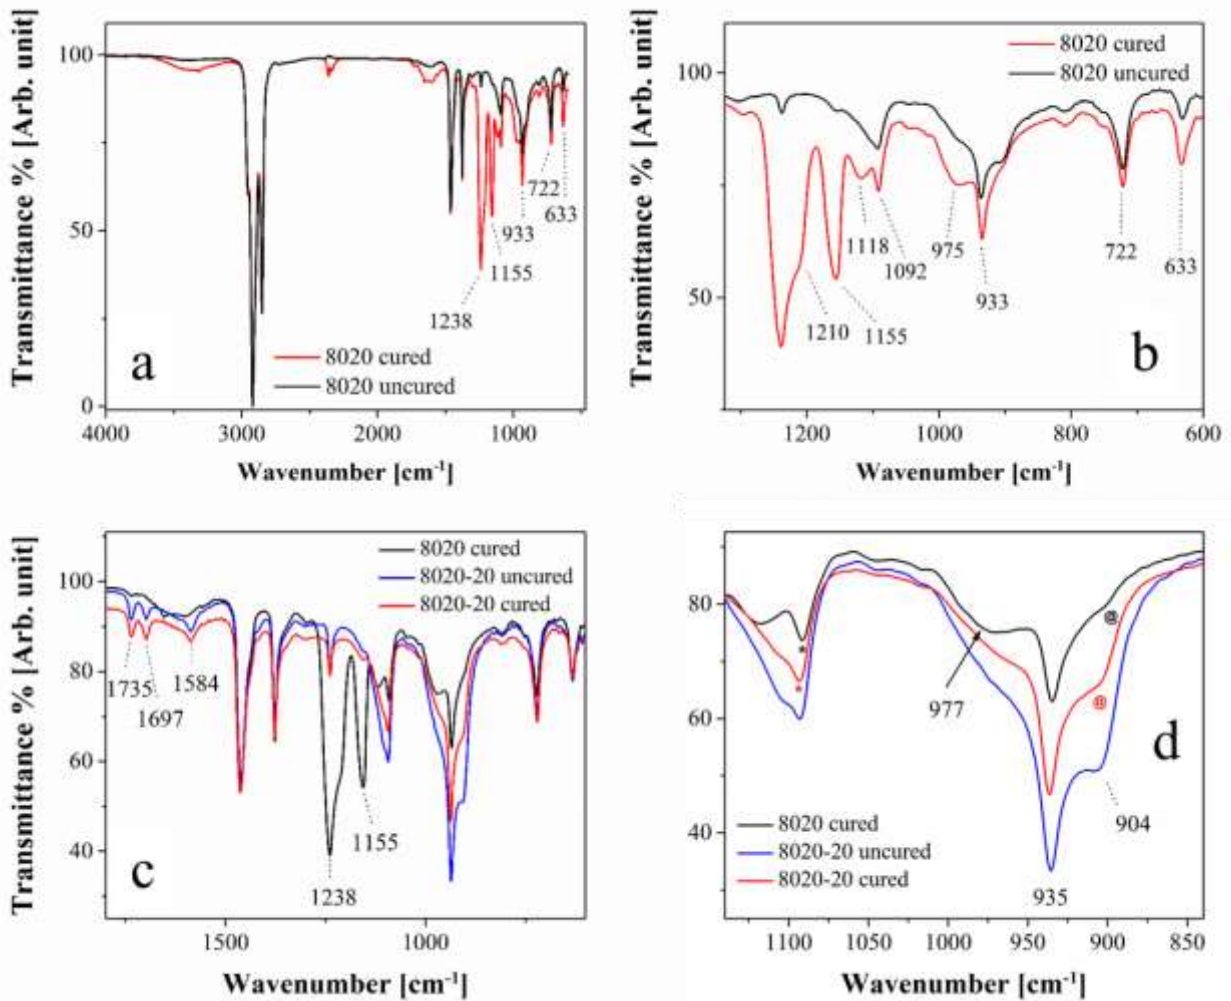 Transmittance % [Arb. unit]
100
50
0
4000
3000
2000
1000
Wavenumber [cm-1]
a
8020 cured
8020 uncured
1238
1155
933
722
633
Transmittance % [Arb. unit]
100
50
1200
1000
800
600
Wavenumber [cm-1]
b
8020 cured
8020 uncured
1210
1155
1118
1092
975
933
722
633
Transmittance % [Arb. unit]
100
80
60
40
1500
1000
Wavenumber [cm-1]
c
8020 cured
8020-20 uncured
8020-20 cured
1735
1697
1584
1238
1155
80
60
40
1100
1050
1000
950
900
850
Wavenumber [cm-1]
d
8020 cured
8020-20 uncured
8020-20 cured
*
*
977
@
@
904
935